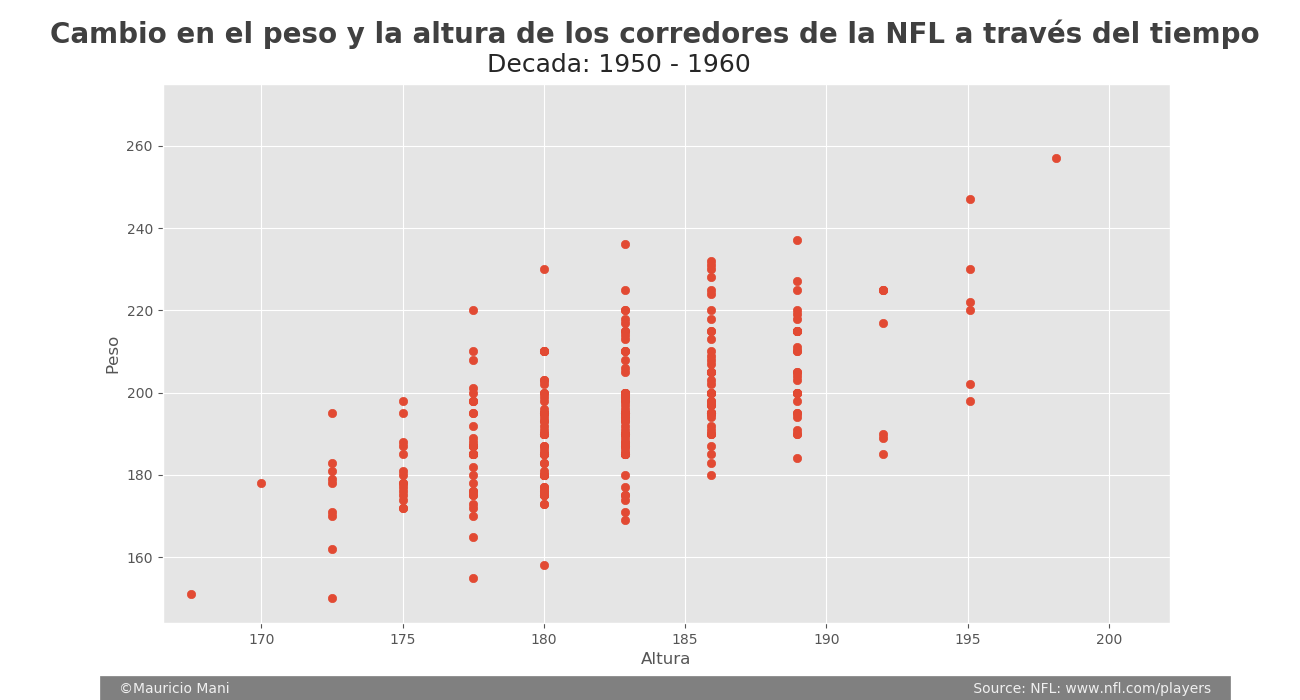 Cambio en el peso y la altura de los corredores de la NFL a través del tiempo
Decada: 1950 - 1960
260
240
220
200
180
160
Peso
170 175 180 185 190 195 200
Altura
©Mauricio Mani Source: NFL: www.nfl.com/players